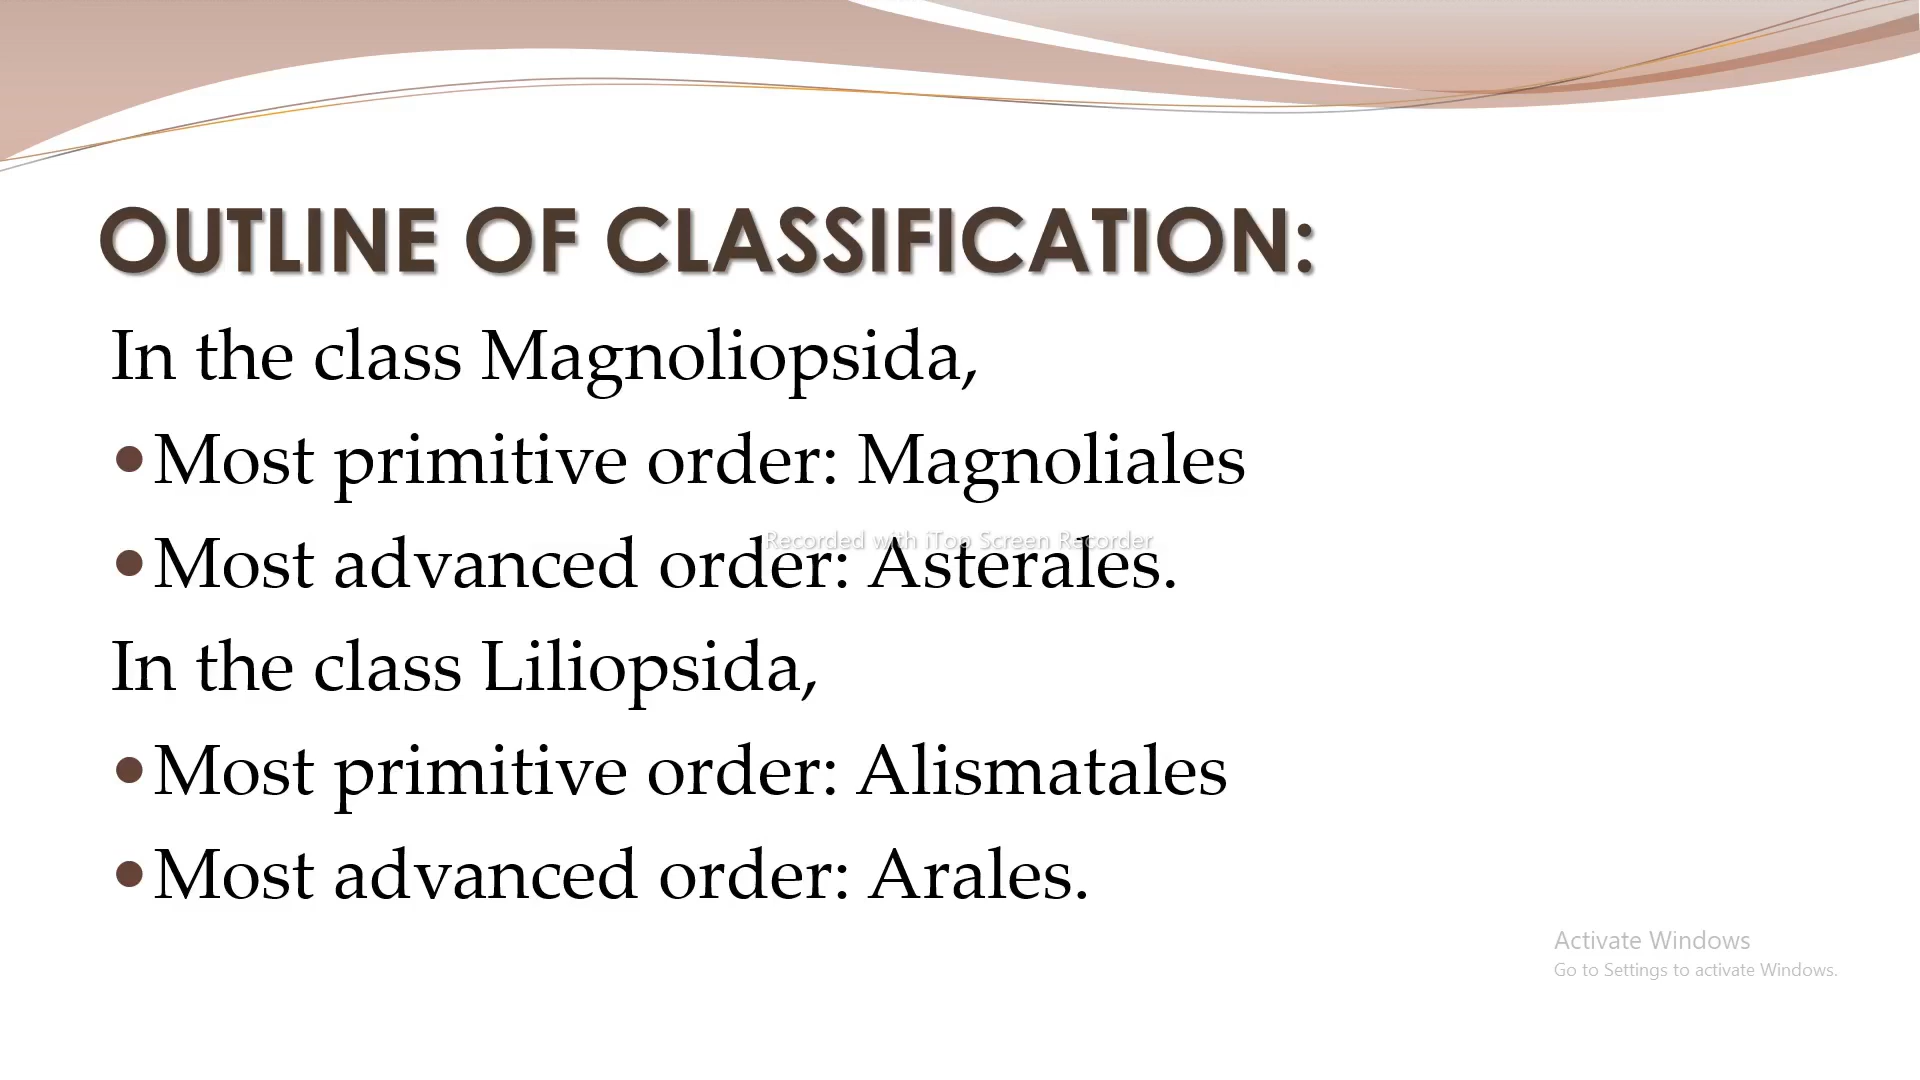 OUTLINE OF CLASSIFICATION:
In the class Magnoliopsida,
•Most primitive order: Magnoliales
Recorded with iTop Screen Recorder
•Most advanced order: Asterales.
In the class Liliopsida,
•Most primitive order: Alismatales
•Most advanced order: Arales.
Activate Windows
Go to Settings to activate Windows.